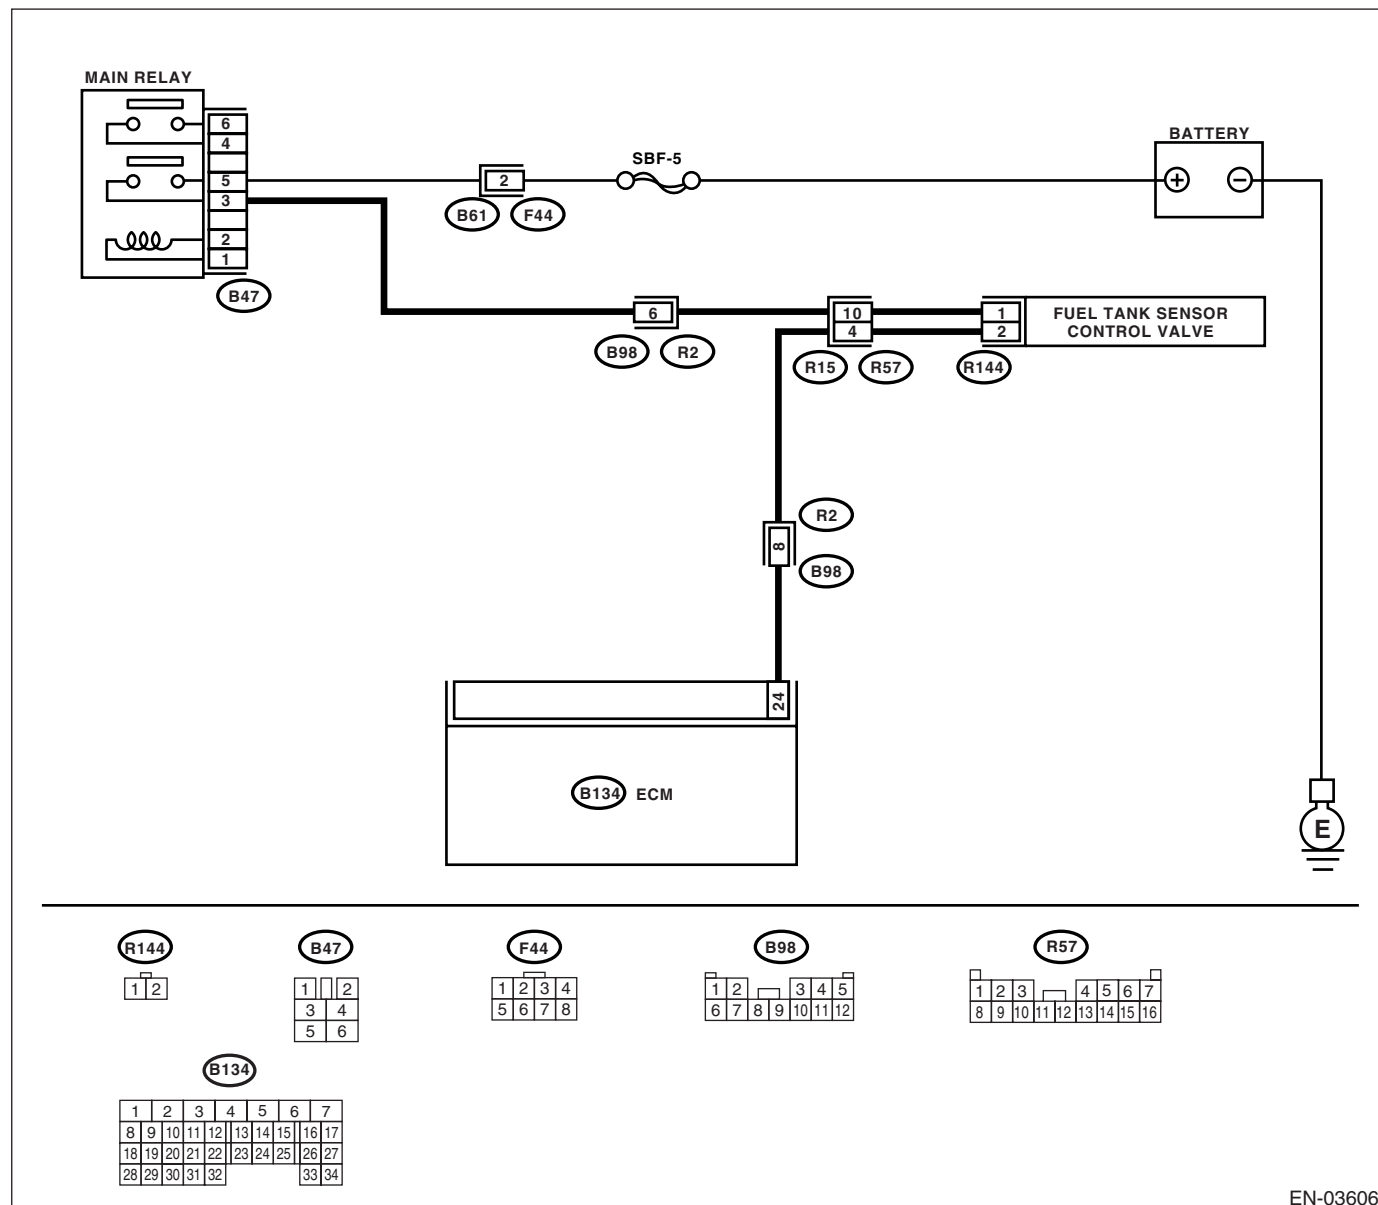 MAIN RELAY
6
4
5
3
2
1
B47
2
B61 F44
SBF-5
BATTERY
+ −
6
B98 R2
10
4
R15 R57
1
2
R144
FUEL TANK SENSOR
CONTROL VALVE
R2
8
B98
24
B134 ECM
E
R144
1 2
B47
1 2
3 4
5 6
F44
1 2 3 4
5 6 7 8
B98
1 2 3 4 5
6 7 8 9 10 11 12
R57
1 2 3 4 5 6 7
8 9 10 11 12 13 14 15 16
B134
1 2 3 4 5 6 7
8 9 10 11 12 13 14 15 16 17
18 19 20 21 22 23 24 25 26 27
28 29 30 31 32 33 34
EN-03606